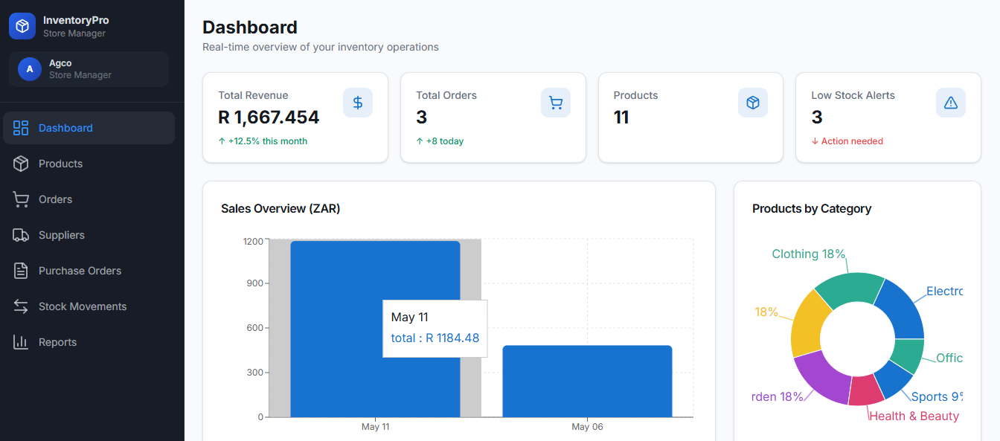 InventoryPro
Store Manager
A
Agco
Store Manager
Dashboard
Products
Orders
Suppliers
Purchase Orders
Stock Movements
Reports
Dashboard
Real-time overview of your inventory operations
Total Revenue
R 1,667.454
↑ +12.5% this month
Total Orders
3
↑ +8 today
Products
11
Low Stock Alerts
3
↓ Action needed
Sales Overview (ZAR)
1200
900
600
300
0
May 11
total : R 1184.48
May 11
May 06
Products by Category
Clothing 18%
Electro
18%
Offic
rden 18%
Sports 9%
Health & Beauty